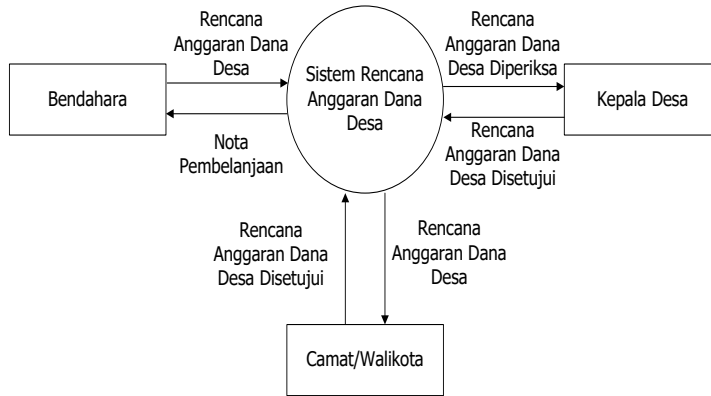 Rencana
Anggaran Dana
Desa
Rencana
Anggaran Dana
Desa Diperiksa
Bendahara
Sistem Rencana
Anggaran Dana
Desa
Kepala Desa
Nota
Pembelanjaan
Rencana
Anggaran Dana
Desa Disetujui
Rencana
Anggaran Dana
Desa Disetujui
Rencana
Anggaran Dana
Desa
Camat/Walikota